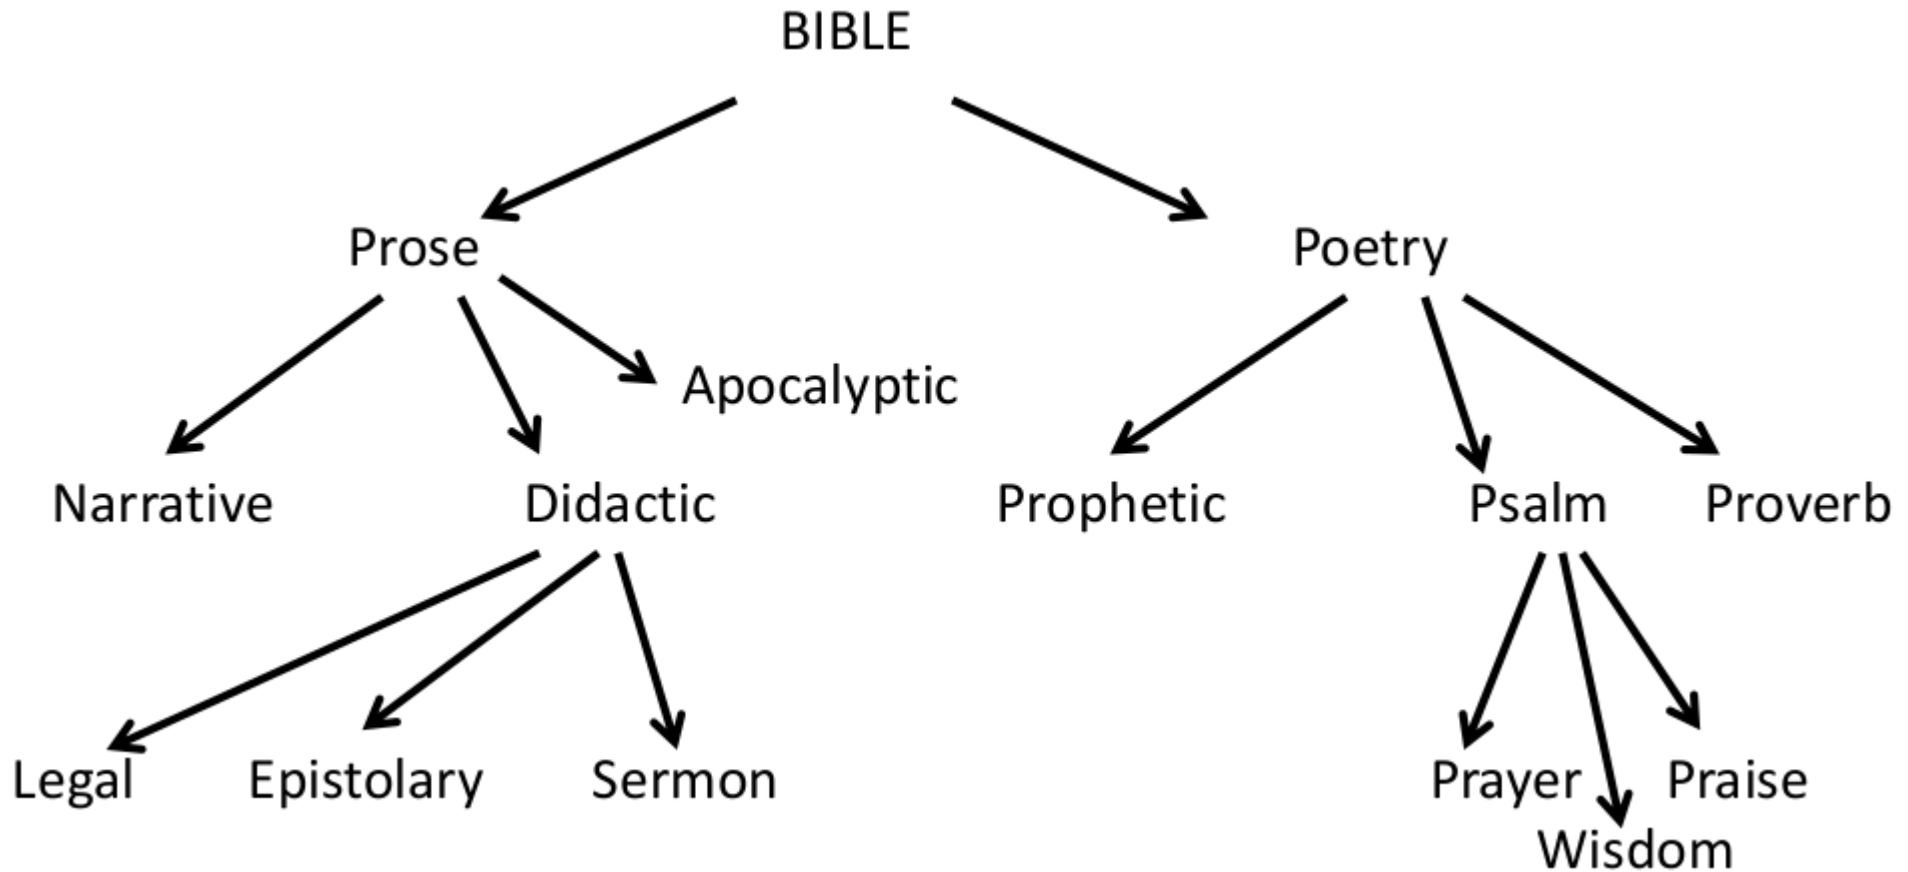 BIBLE
Prose
Poetry
Apocalyptic
Narrative
Didactic
Prophetic
Psalm
Proverb
Legal
Epistolary
Sermon
Prayer
Praise
Wisdom